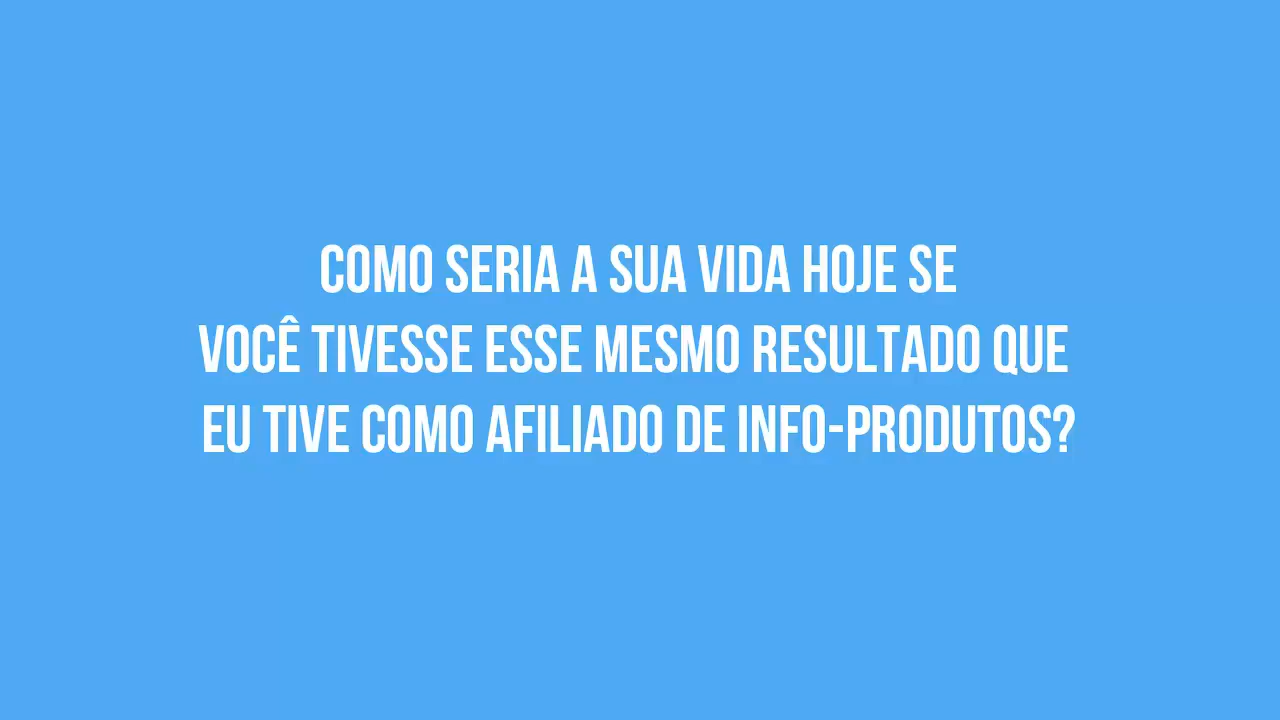 COMO SERIA A SUA VIDA HOJE SE
VOCÊ TIVESSE ESSE MESMO RESULTADO QUE
EU TIVE COMO AFILIADO DE INFO-PRODUTOS?